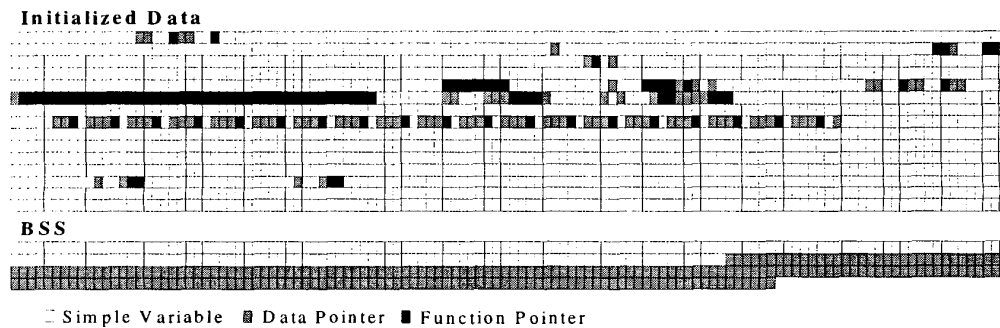 Initialized Data
BSS
Simple Variable Data Pointer Function Pointer